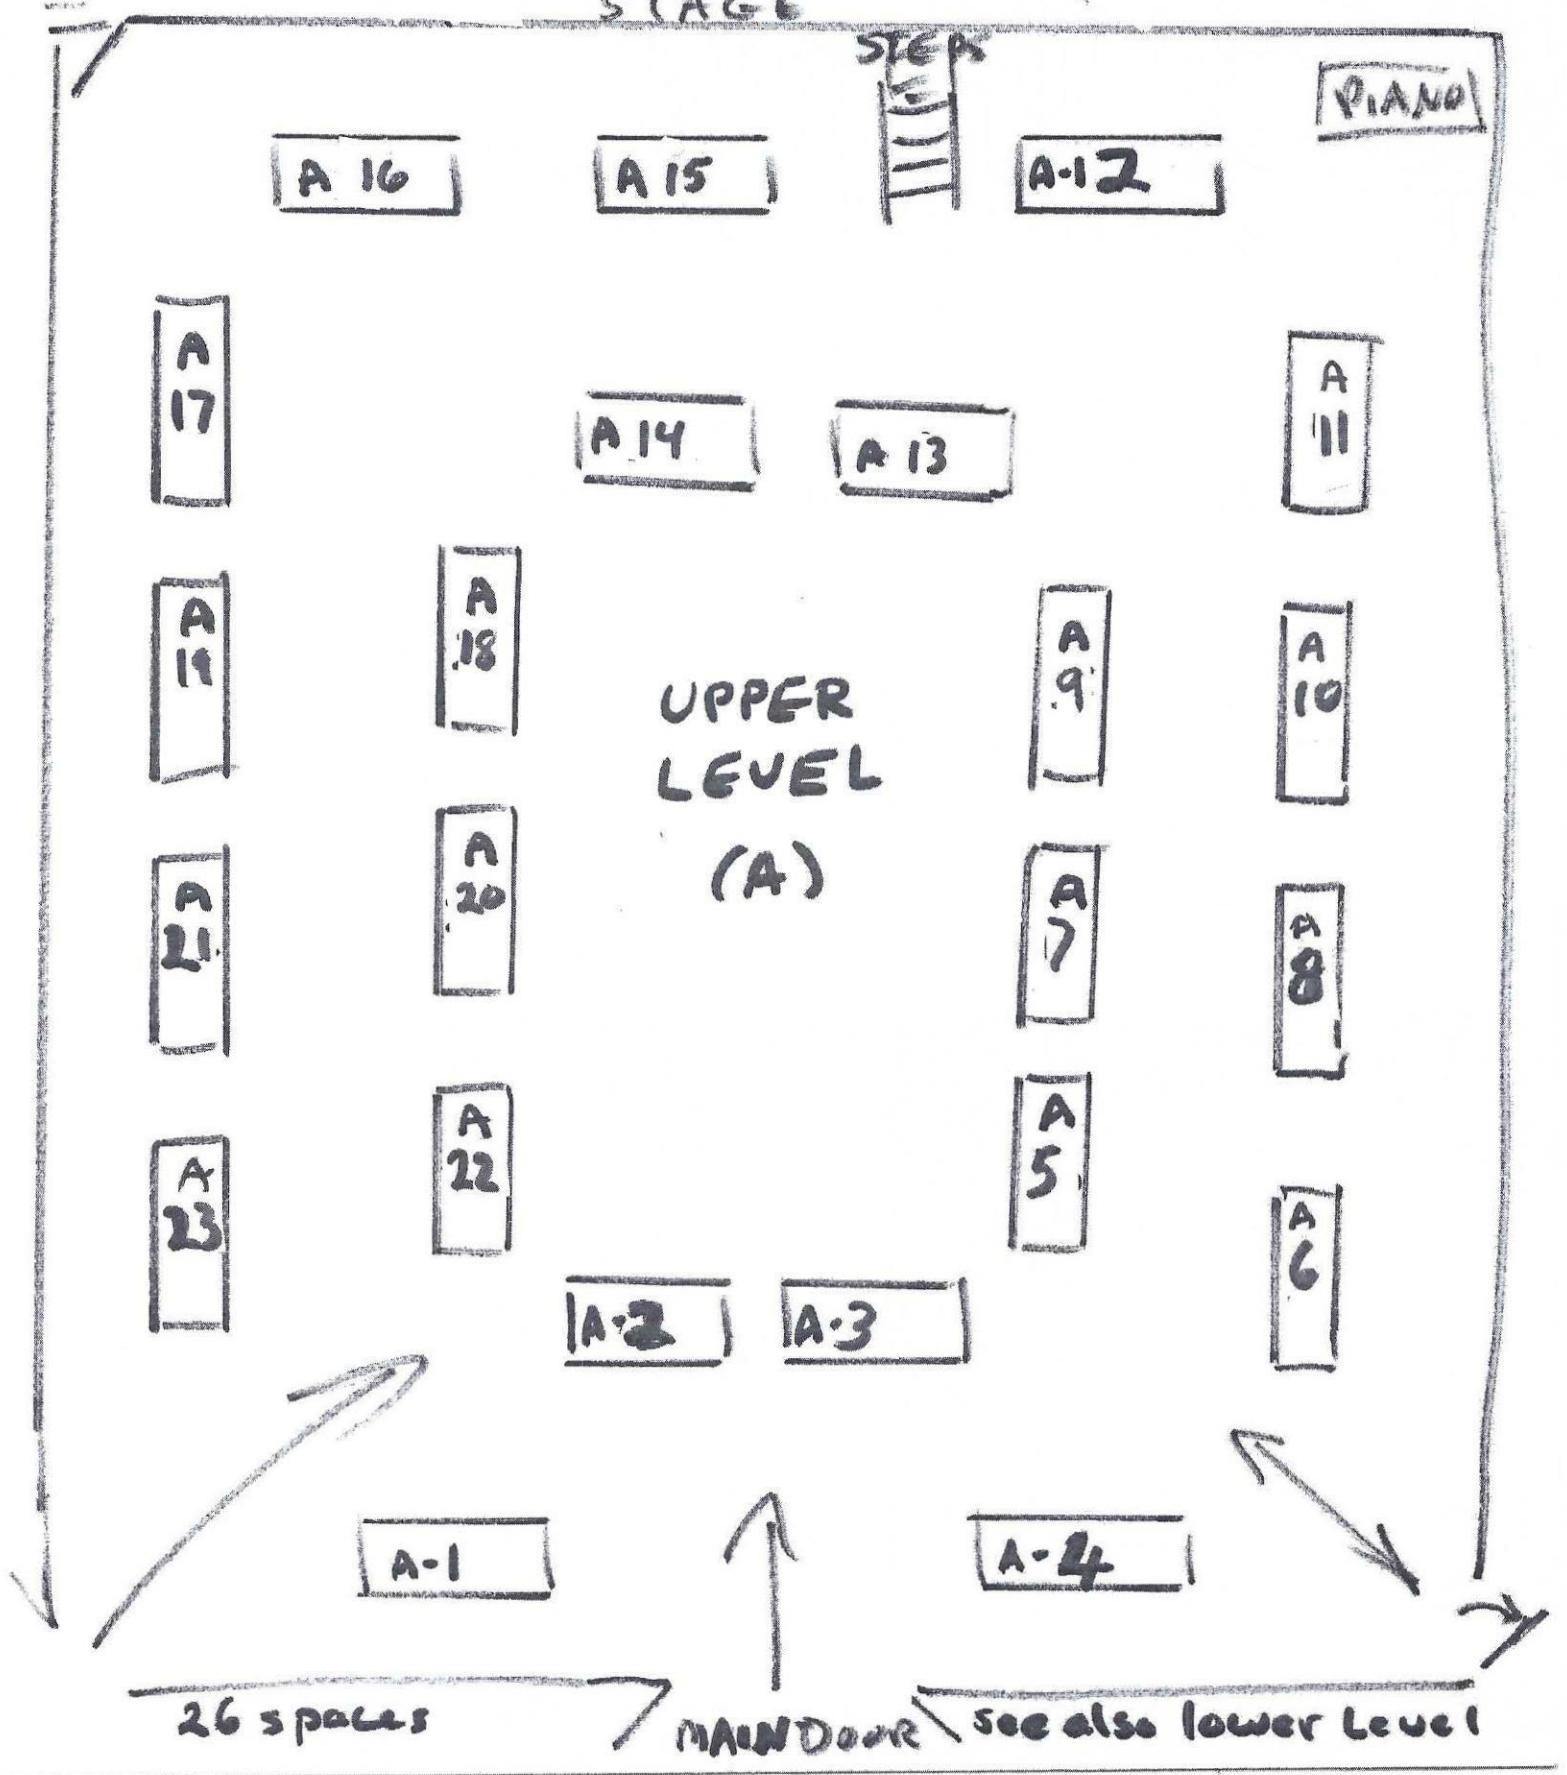 STAGE
STEPS
PIANO
A 16
A 15
A-12
A
17
A
11
A 14
A 13
A
19
A
18
A
9
A
10
UPPER
LEVEL
(A)
A
21
A
20
A
7
A
8
A
23
A
22
A
5
A
6
A-2
A-3
A-1
A-4
26 spaces
MAIN DOOR
see also lower Level